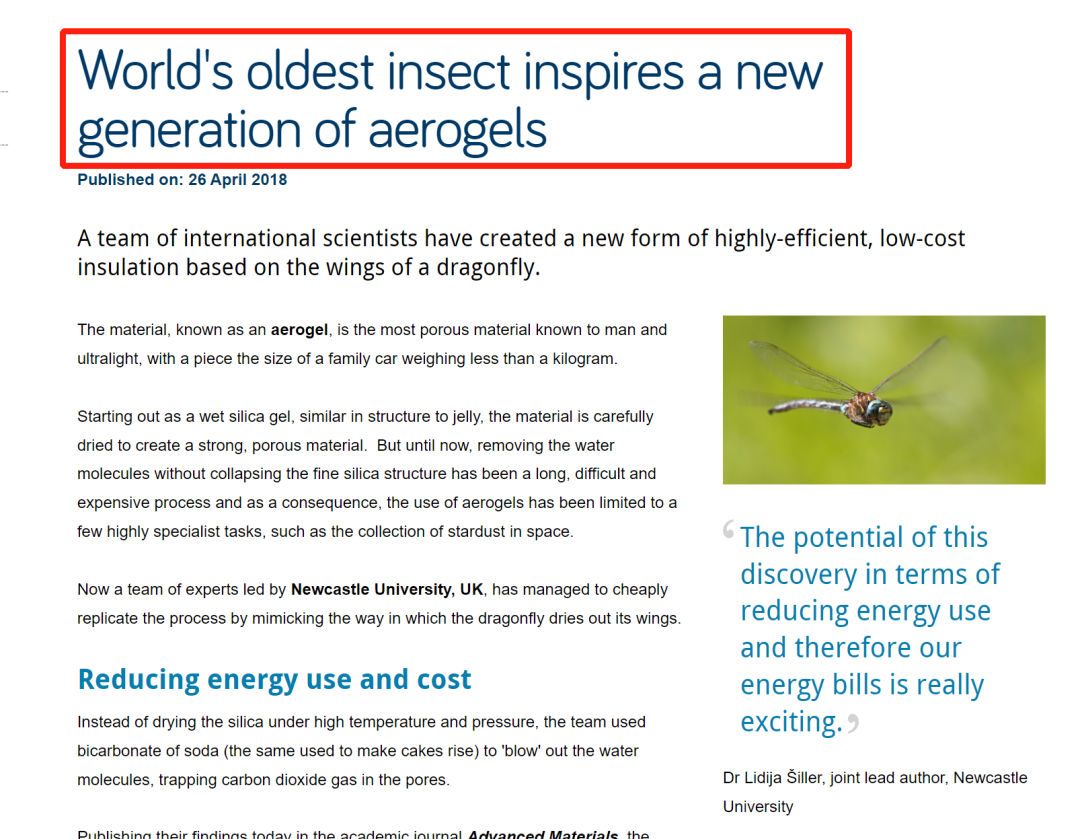 World's oldest insect inspires a new
generation of aerogels
Published on: 26 April 2018
A team of international scientists have created a new form of highly-efficient, low-cost
insulation based on the wings of a dragonfly.
The material, known as an aerogel, is the most porous material known to man and
ultralight, with a piece the size of a family car weighing less than a kilogram.
Starting out as a wet silica gel, similar in structure to jelly, the material is carefully
dried to create a strong, porous material.  But until now, removing the water
molecules without collapsing the fine silica structure has been a long, difficult and
expensive process and as a consequence, the use of aerogels has been limited to a
few highly specialist tasks, such as the collection of stardust in space.
Now a team of experts led by Newcastle University, UK, has managed to cheaply
replicate the process by mimicking the way in which the dragonfly dries out its wings.
Reducing energy use and cost
Instead of drying the silica under high temperature and pressure, the team used
bicarbonate of soda (the same used to make cakes rise) to 'blow' out the water
molecules, trapping carbon dioxide gas in the pores.
Publishing their findings today in the academic journal Advanced Materials, the
‘The potential of this
discovery in terms of
reducing energy use
and therefore our
energy bills is really
exciting.’
Dr Lidija Šiller, joint lead author, Newcastle
University